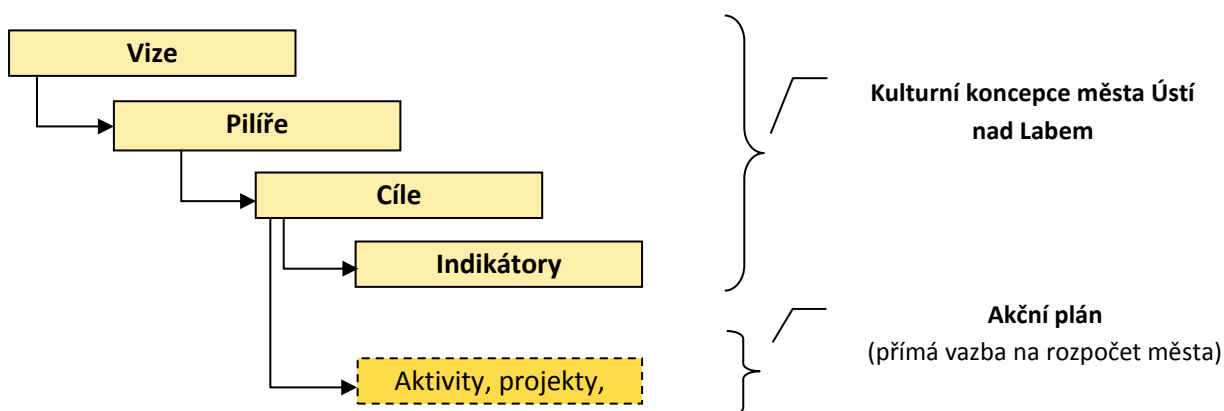 Vize
Pilíře
Cíle
Indikátory
Aktivity, projekty,
Kulturní koncepce města Ústí
nad Labem
Akční plán
(přímá vazba na rozpočet města)